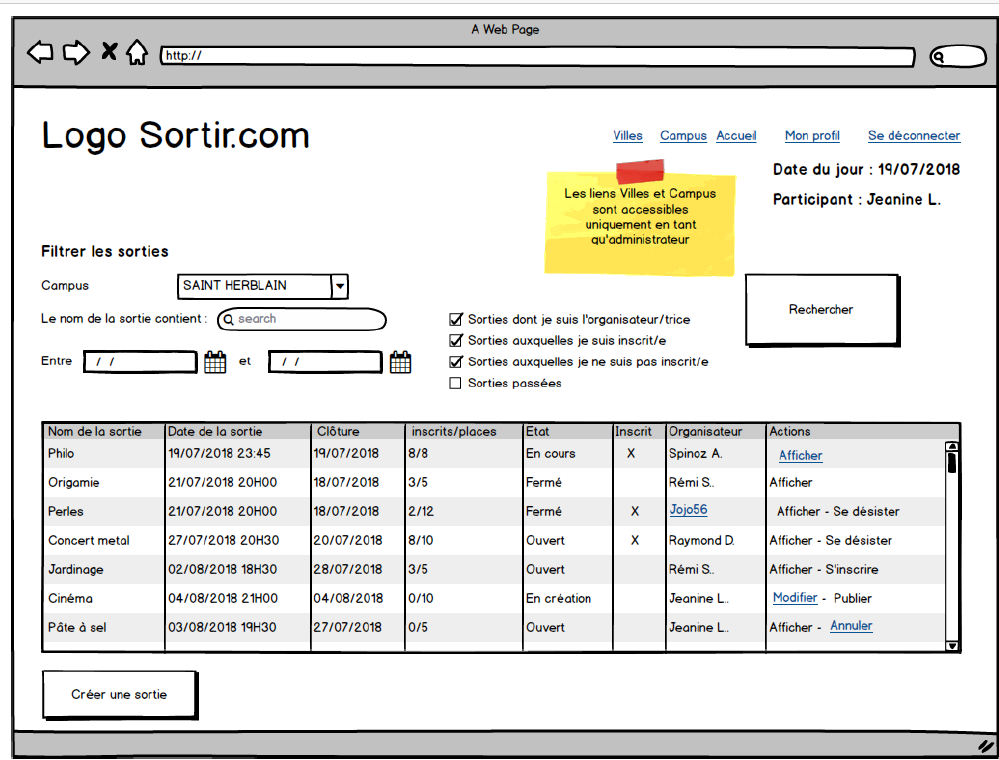 A Web Page
http://
Logo Sortir.com
Villes Campus Accueil Mon profil Se déconnecter
Date du jour : 19/07/2018
Participant : Jeanine L.
Les liens Villes et Campus
sont accessibles
uniquement en tant
qu'administrateur
Filtrer les sorties
Campus SAINT HERBLAIN
Rechercher
Le nom de la sortie contient : search
Sorties dont je suis l'organisateur/trice
Sorties auxquelles je suis inscrit/e
Entre / / et / /
Sorties auxquelles je ne suis pas inscrit/e
Sorties passées
Nom de la sortie Date de la sortie Clôture inscrits/places Etat Inscrit Organisateur Actions
Philo 19/07/2018 23:45 19/07/2018 8/8 En cours X Spinoz A. Afficher
Origamie 21/07/2018 20H00 18/07/2018 3/5 Fermé Rémi S.. Afficher
Perles 21/07/2018 20H00 18/07/2018 2/12 Fermé X Jojo56 Afficher - Se désister
Concert metal 27/07/2018 20H30 20/07/2018 8/10 Ouvert X Raymond D. Afficher - Se désister
Jardinage 02/08/2018 18H30 28/07/2018 3/5 Ouvert Rémi S.. Afficher - S'inscrire
Cinéma 04/08/2018 21H00 04/08/2018 0/10 En création Jeanine L.. Modifier - Publier
Pâte à sel 03/08/2018 19H30 27/07/2018 0/5 Ouvert Jeanine L.. Afficher - Annuler
Créer une sortie